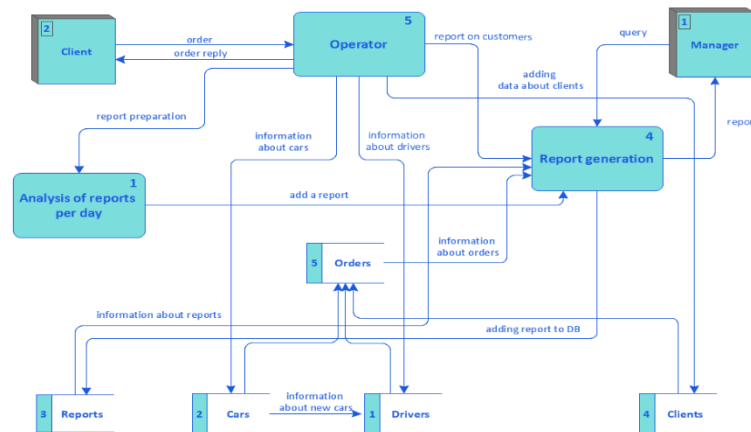 2
Client
order
order reply
5
Operator
report on customers
query
1
Manager
adding
data about clients
report preparation
information
about cars
information
about drivers
4
Report generation
1
Analysis of reports
per day
add a report
information
about orders
5
Orders
information about reports
adding report to DB
3
Reports
2
Cars
information
about new cars
1
Drivers
4
Clients